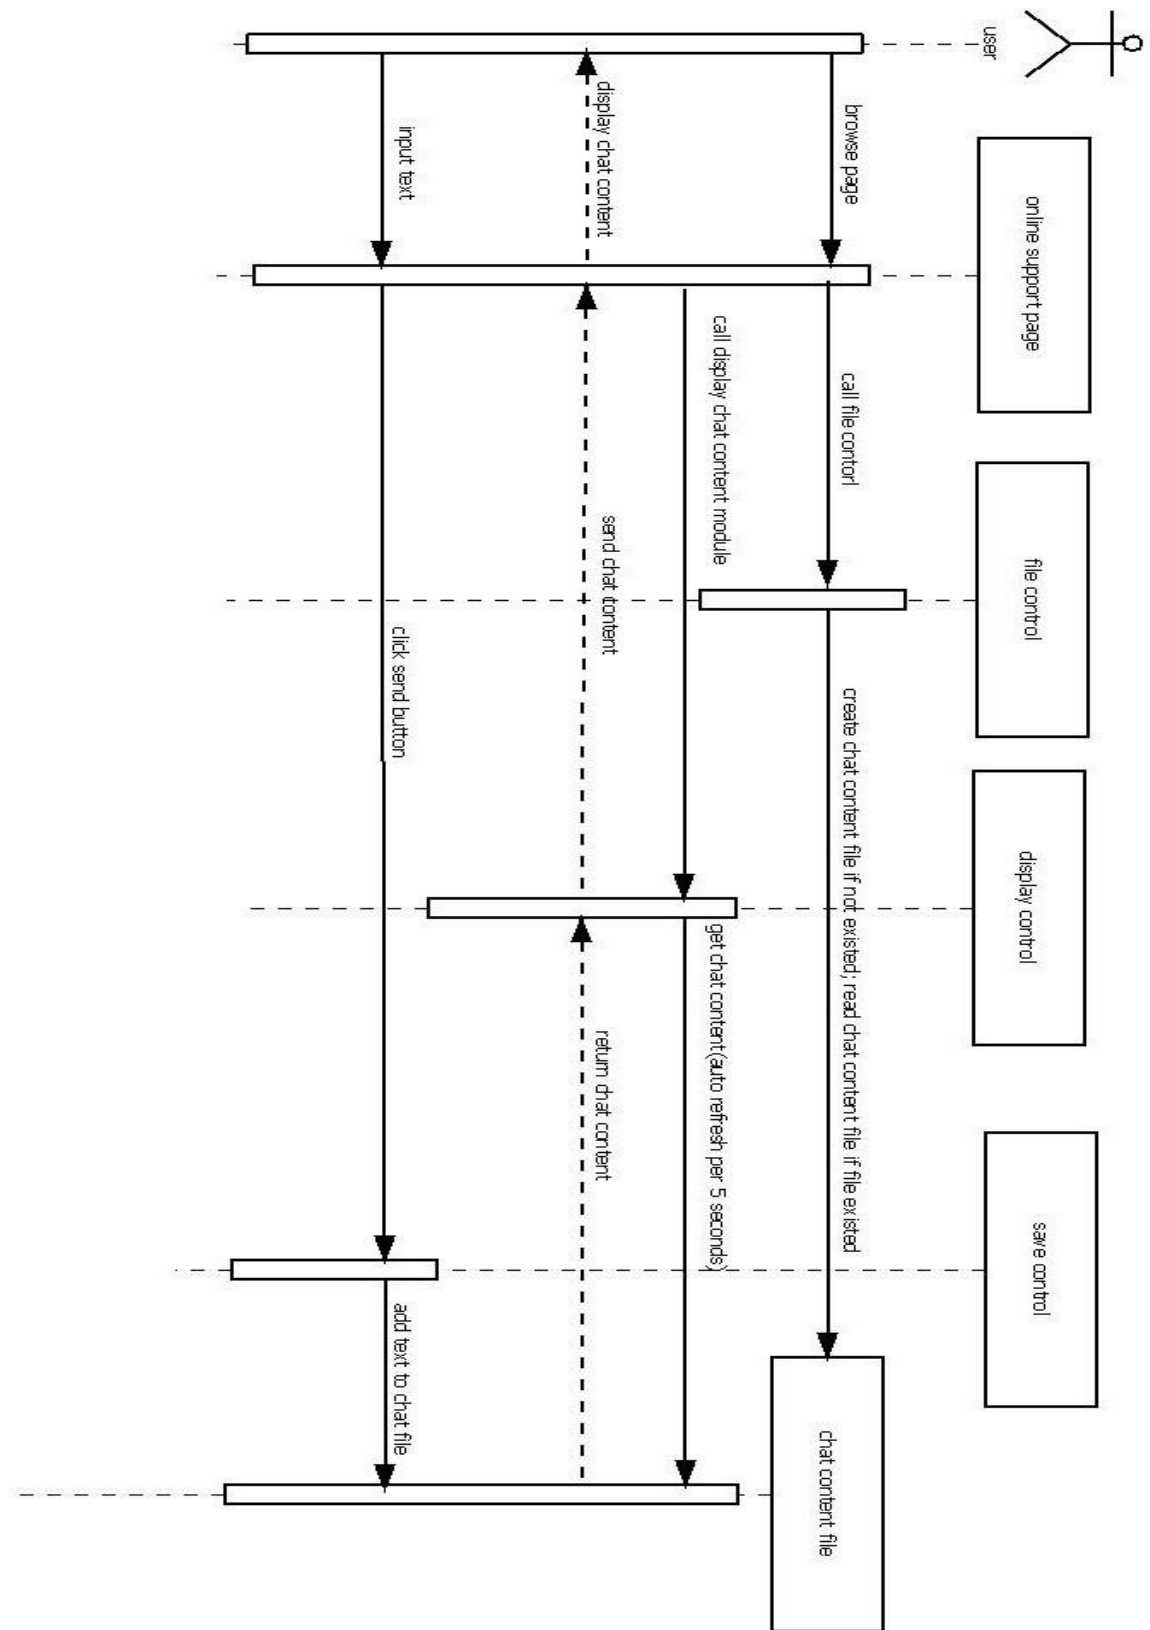 user
online support page
file control
display control
save control
browse page
call file contorl
create chat content file if not existed; read chat content file if file existed
chat content file
call display chat content module
get chat content(auto refresh per 5 seconds)
return chat content
send chat content
display chat content
input text
click send button
add text to chat file